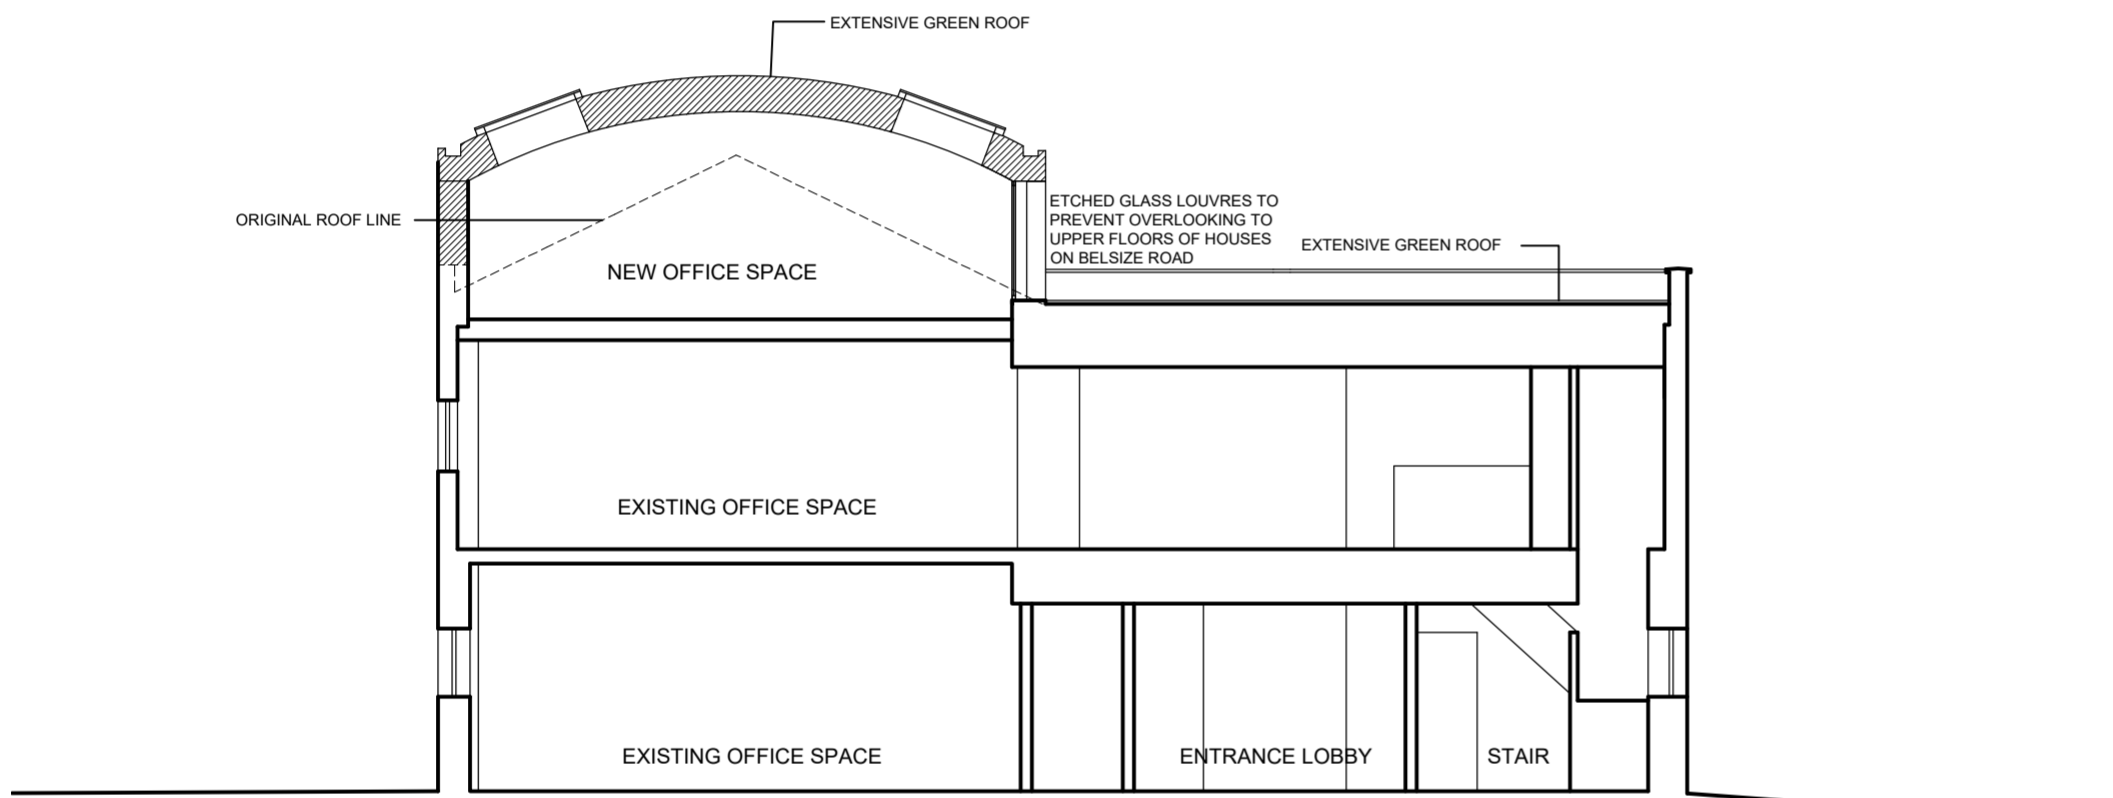 EXTENSIVE GREEN ROOF
ORIGINAL ROOF LINE
ETCHED GLASS LOUVRES TO
PREVENT OVERLOOKING TO
UPPER FLOORS OF HOUSES
ON BELSIZE ROAD
EXTENSIVE GREEN ROOF
NEW OFFICE SPACE
EXISTING OFFICE SPACE
EXISTING OFFICE SPACE
ENTRANCE LOBBY
STAIR